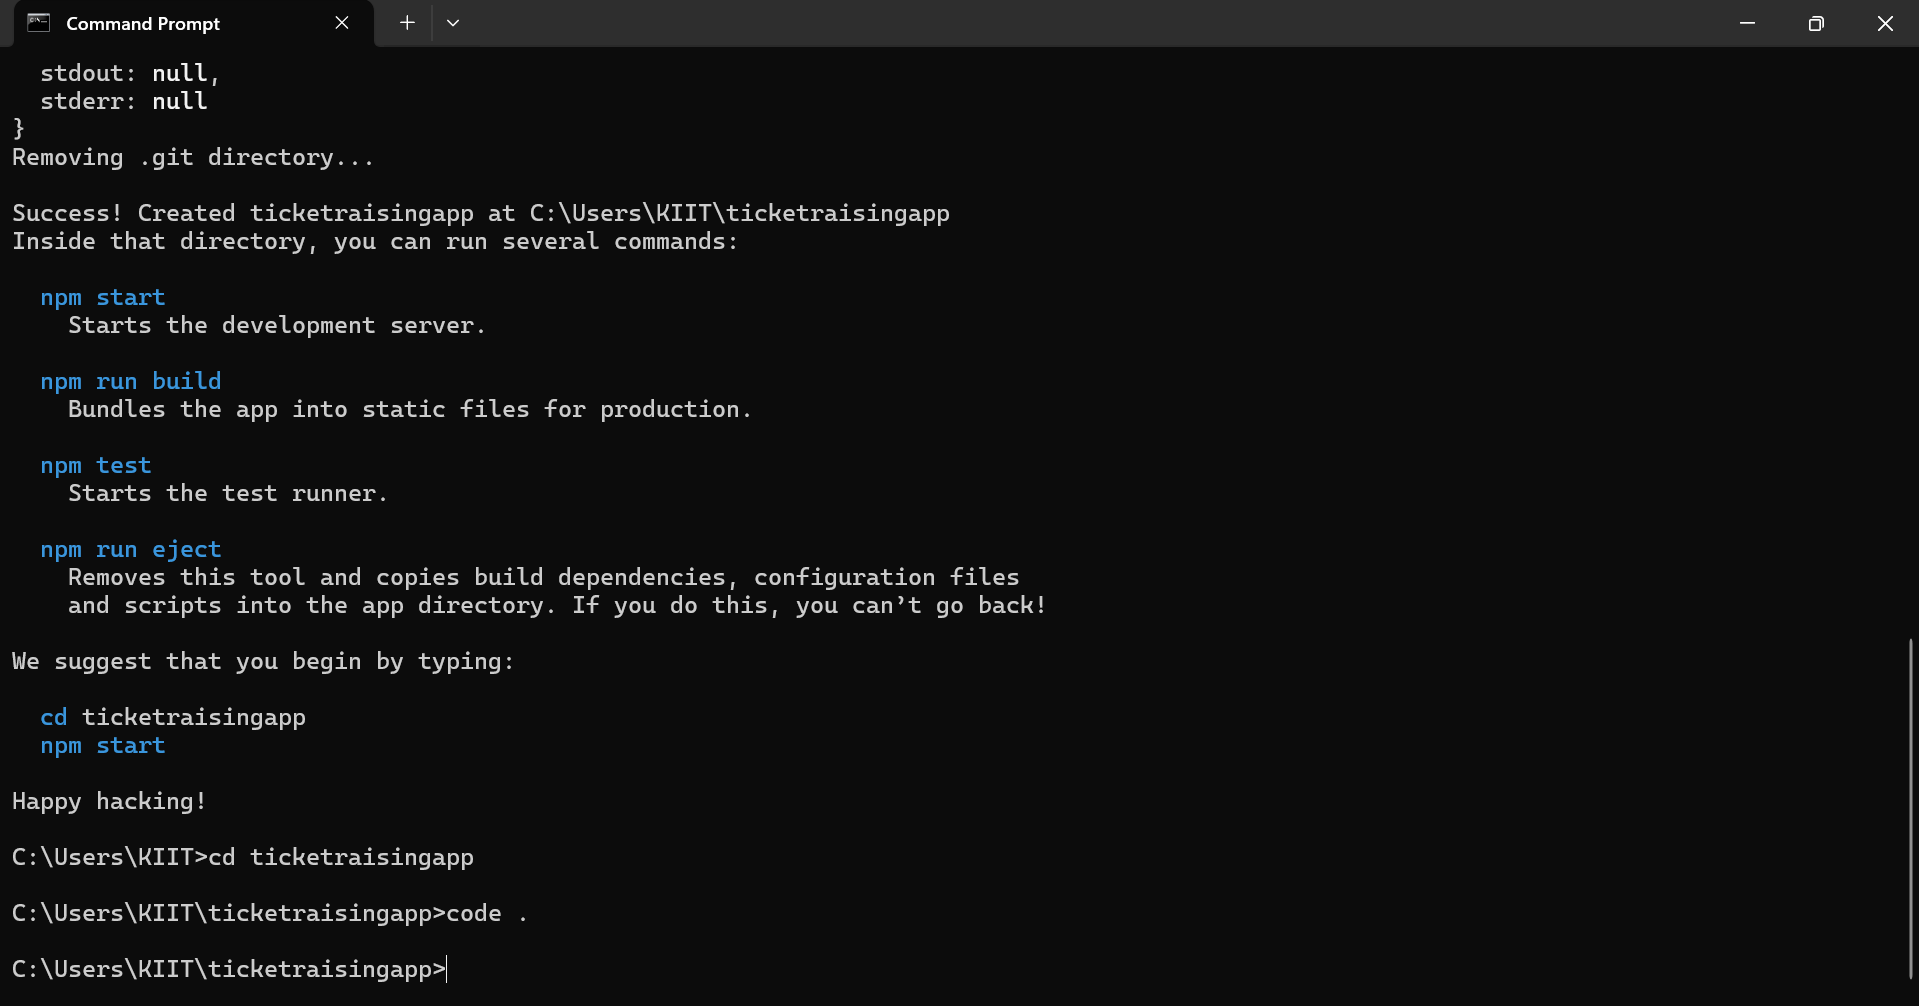 Command Prompt
stdout: null,
stderr: null
}
Removing .git directory...
Success! Created ticketraisingapp at C:\Users\KIIT\ticketraisingapp
Inside that directory, you can run several commands:
npm start
Starts the development server.
npm run build
Bundles the app into static files for production.
npm test
Starts the test runner.
npm run eject
Removes this tool and copies build dependencies, configuration files
and scripts into the app directory. If you do this, you can’t go back!
We suggest that you begin by typing:
cd ticketraisingapp
npm start
Happy hacking!
C:\Users\KIIT>cd ticketraisingapp
C:\Users\KIIT\ticketraisingapp>code .
C:\Users\KIIT\ticketraisingapp>